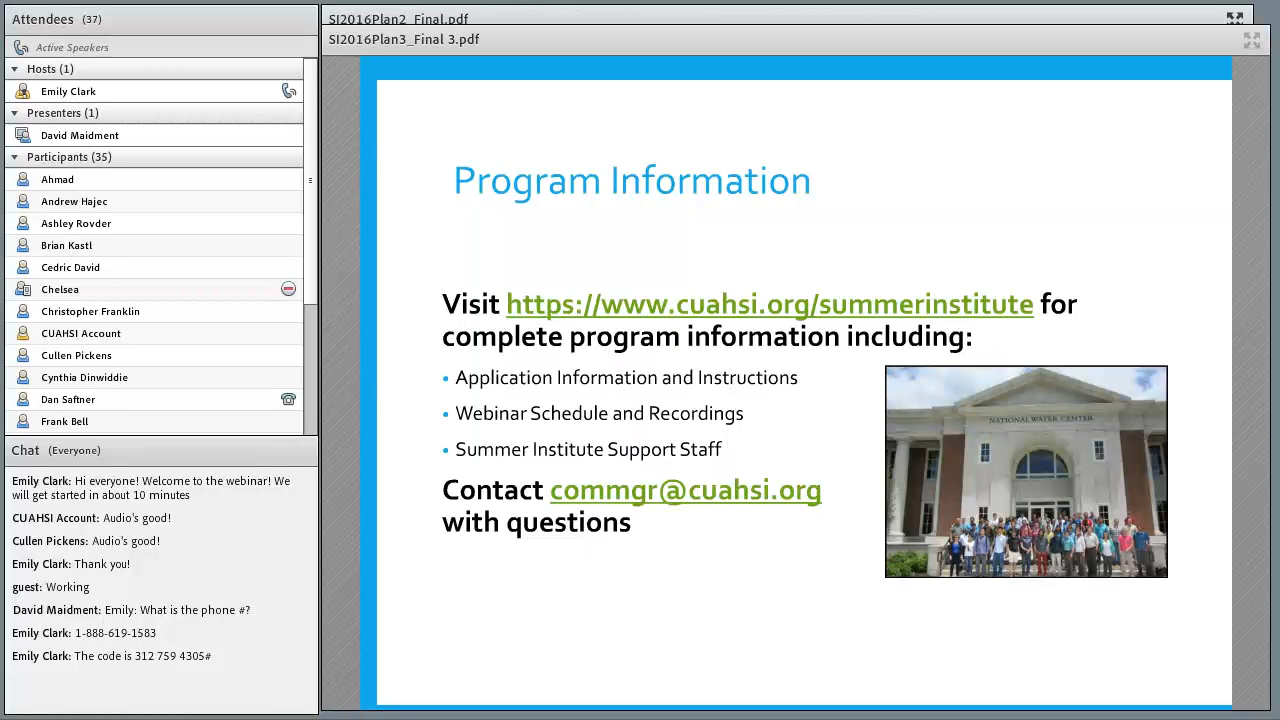 Attendees (37)
Active Speakers
Hosts (1)
Emily Clark
Presenters (1)
David Maidment
Participants (35)
Ahmad
Andrew Hajec
Ashley Rovder
Brian Kastl
Cedric David
Chelsea
Christopher Franklin
CUAHSI Account
Cullen Pickens
Cynthia Dinwiddie
Dan Saftner
Frank Bell
Chat (Everyone)
Emily Clark: Hi everyone! Welcome to the webinar! We
will get started in about 10 minutes
CUAHSI Account: Audio's good!
Cullen Pickens: Audio's good!
Emily Clark: Thank you!
guest: Working
David Maidment: Emily: What is the phone #?
Emily Clark: 1-888-619-1583
Emily Clark: The code is 312 759 4305#
SI2016Plan2_Final.pdf
SI2016Plan3_Final 3.pdf
Program Information
Visit https://www.cuahsi.org/summerinstitute for
complete program information including:
• Application Information and Instructions
• Webinar Schedule and Recordings
• Summer Institute Support Staff
Contact commgr@cuahsi.org
with questions
NATIONAL WATER CENTER